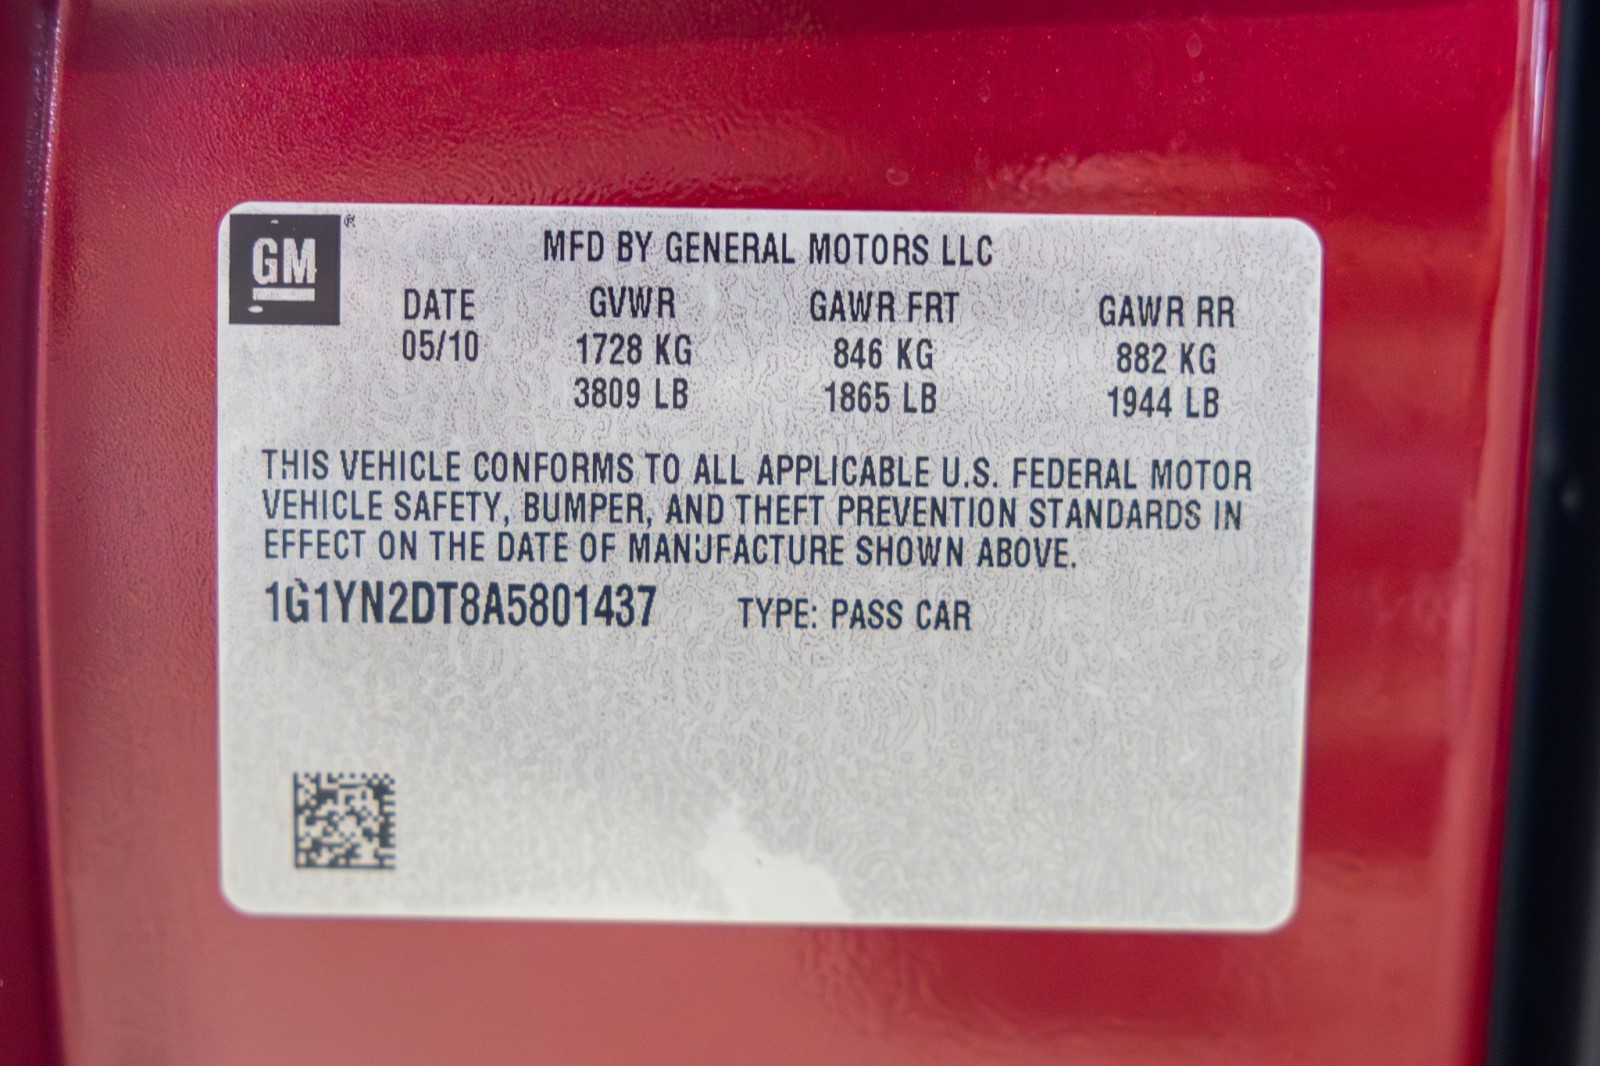 GM ®
MFD BY GENERAL MOTORS LLC
DATE GVWR GAWR FRT GAWR RR
05/10 1728 KG 846 KG 882 KG
3809 LB 1865 LB 1944 LB
THIS VEHICLE CONFORMS TO ALL APPLICABLE U.S. FEDERAL MOTOR
VEHICLE SAFETY, BUMPER, AND THEFT PREVENTION STANDARDS IN
EFFECT ON THE DATE OF MANUFACTURE SHOWN ABOVE.
1G1YN2DT8A5801437 TYPE: PASS CAR